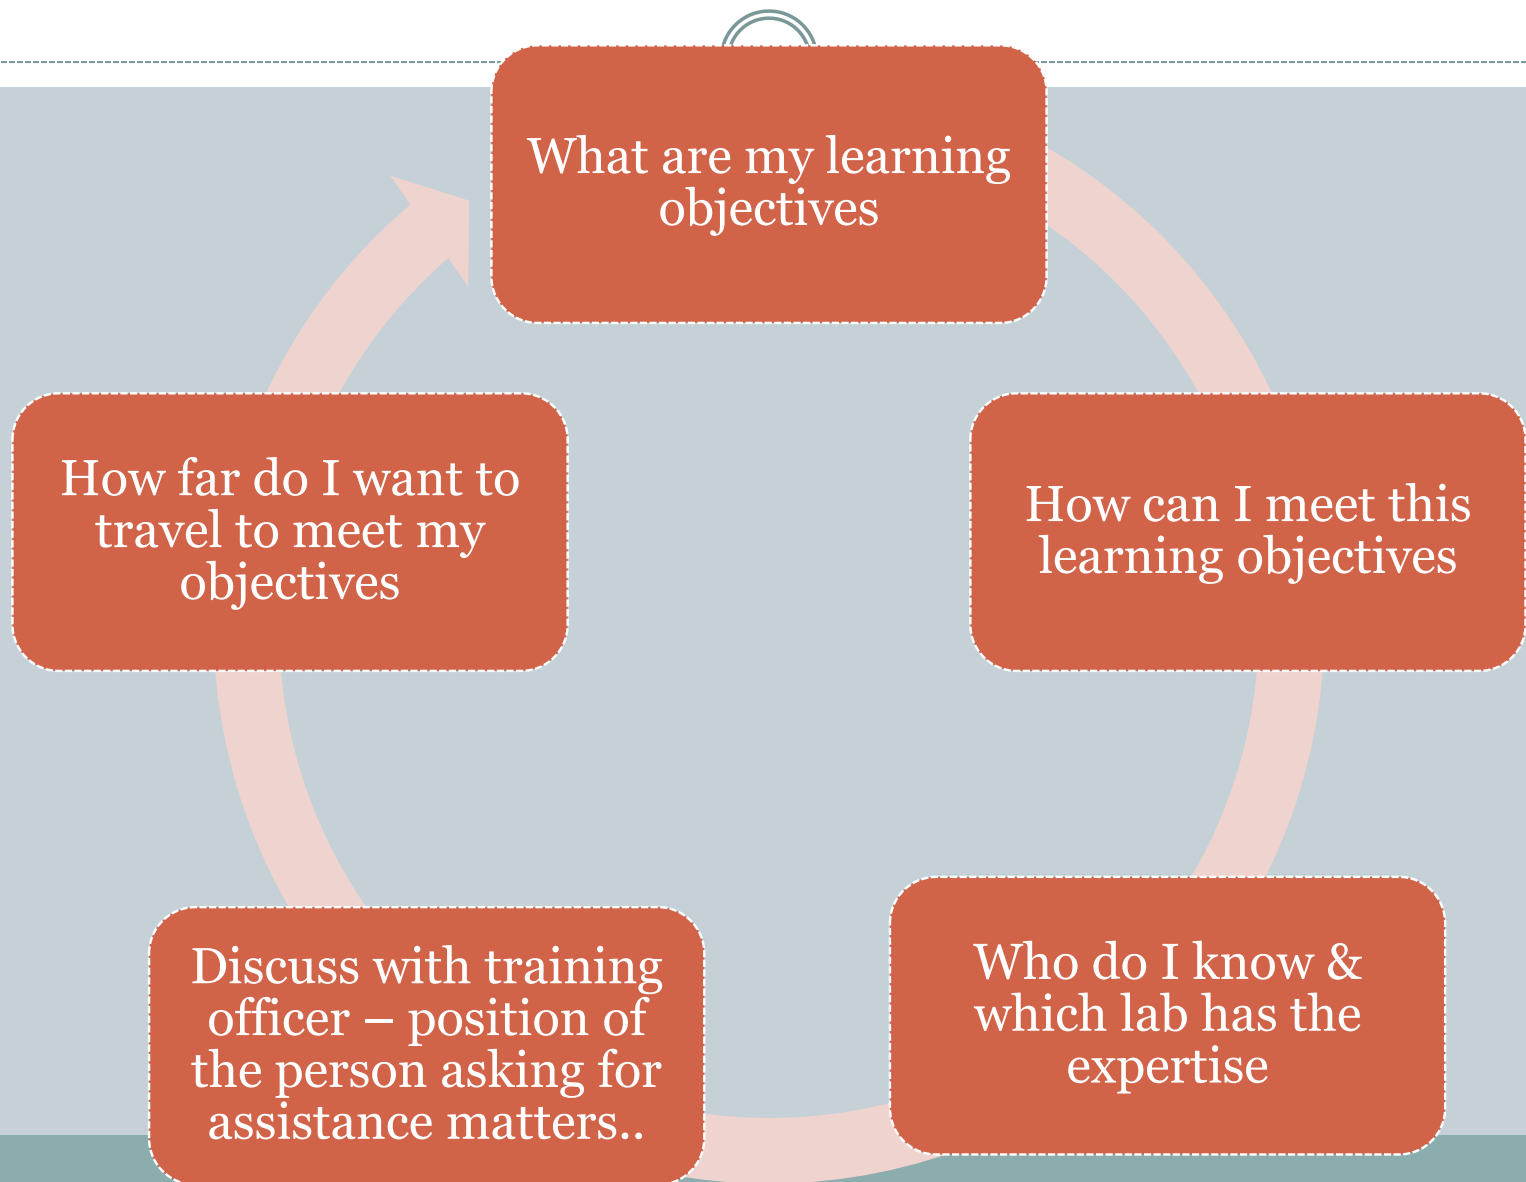 What are my learning
objectives
How can I meet this
learning objectives
Who do I know &
which lab has the
expertise
Discuss with training
officer – position of
the person asking for
assistance matters..
How far do I want to
travel to meet my
objectives